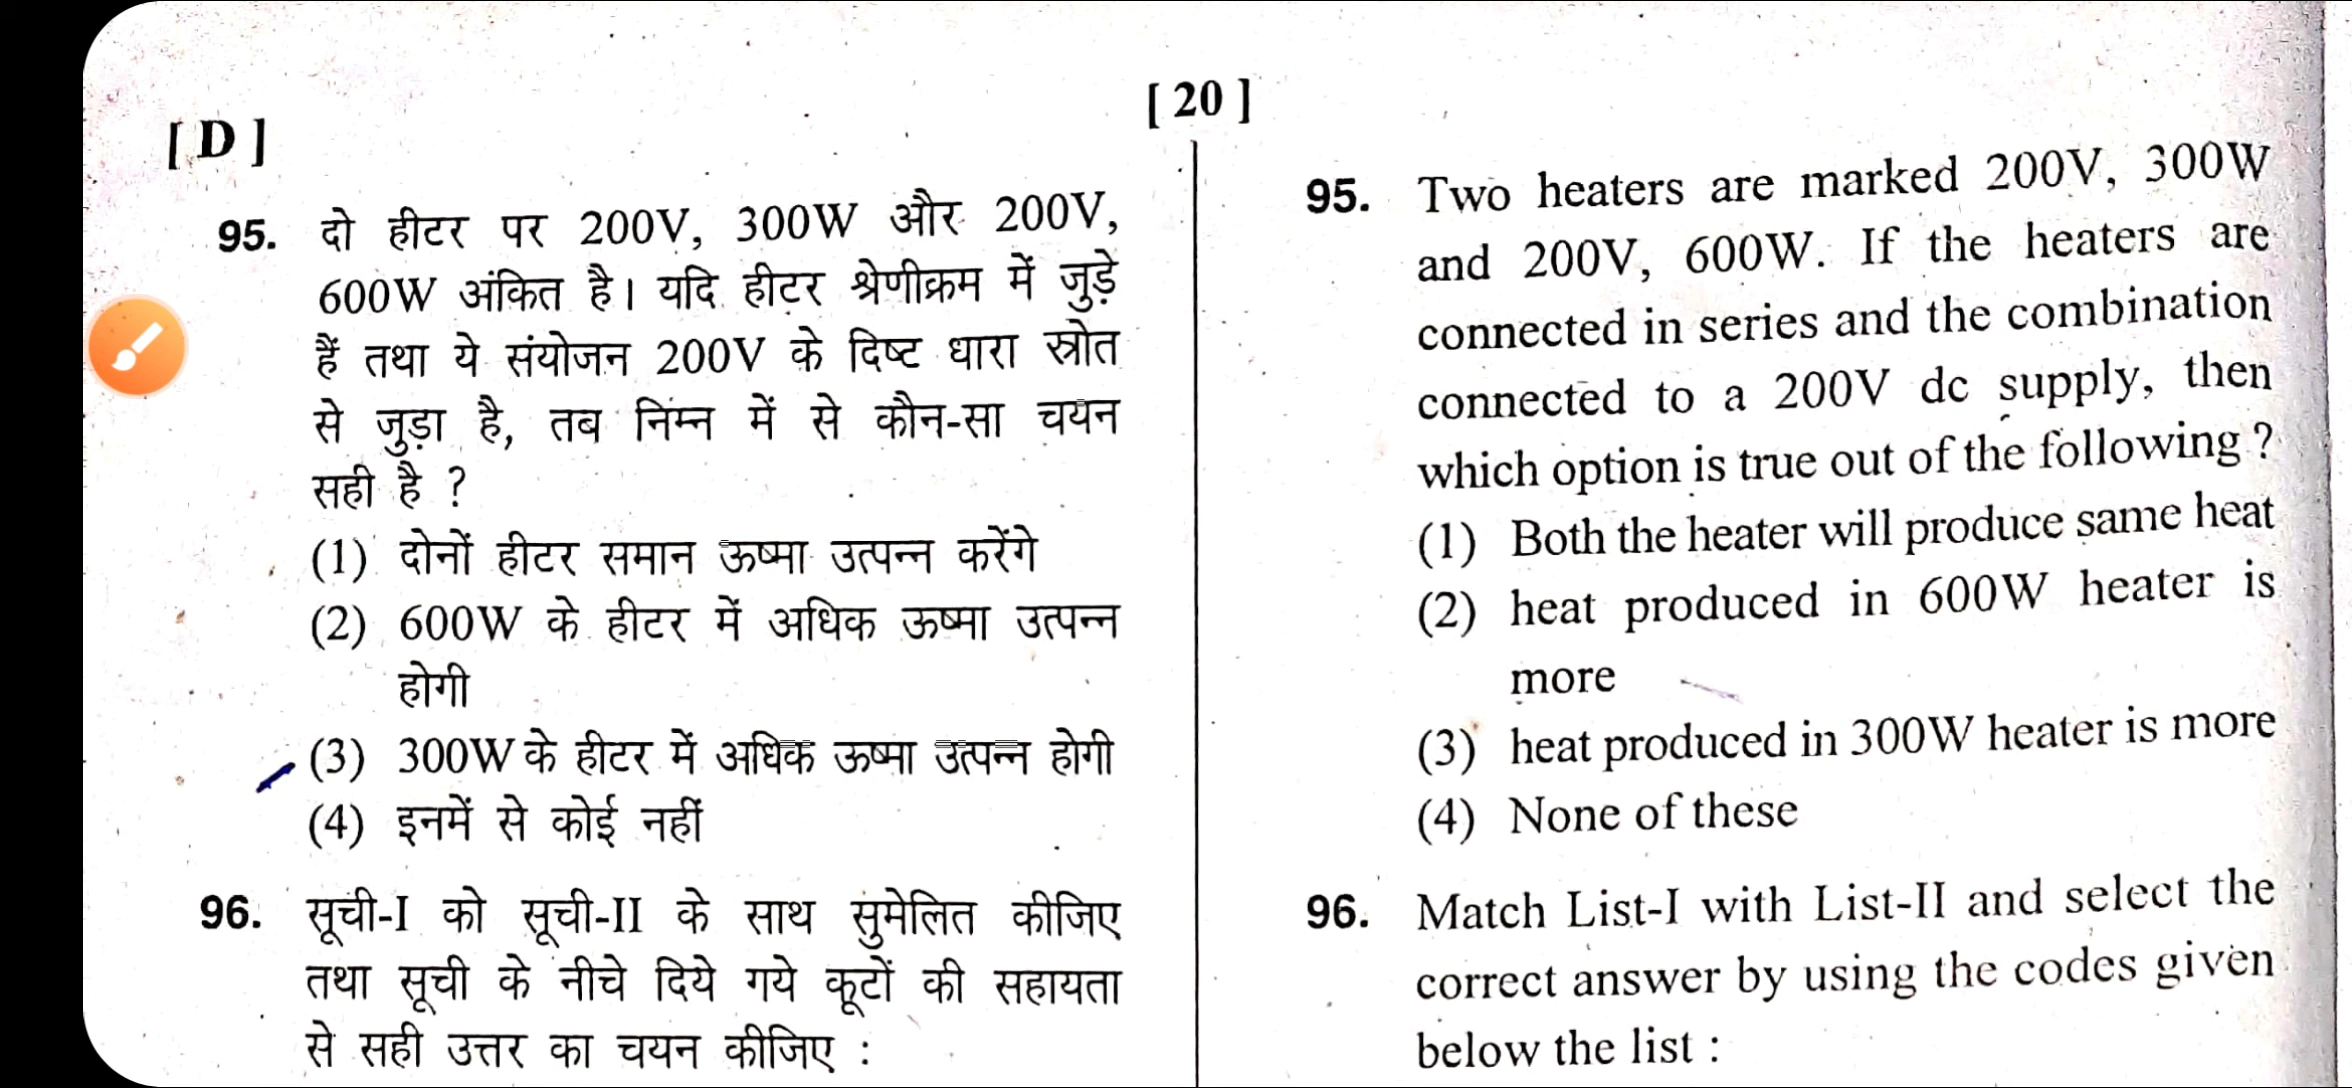 [ 20 ]
[ D ]
95. दो हीटर पर 200V, 300W और 200V,
600W अंकित है। यदि हीटर श्रेणीक्रम में जुड़े
हैं तथा ये संयोजन 200V के दिष्ट धारा स्रोत
से जुड़ा है, तब निम्न में से कौन-सा चयन
सही है ?
(1) दोनों हीटर समान ऊष्मा उत्पन्न करेंगे
(2) 600W के हीटर में अधिक ऊष्मा उत्पन्न
होगी
(3) 300W के हीटर में अधिक ऊष्मा उत्पन्न होगी
(4) इनमें से कोई नहीं
96. सूची-I को सूची-II के साथ सुमेलित कीजिए
तथा सूची के नीचे दिये गये कूटों की सहायता
से सही उत्तर का चयन कीजिए :
95. Two heaters are marked 200V, 300W
and 200V, 600W. If the heaters are
connected in series and the combination
connected to a 200V dc supply, then
which option is true out of the following ?
(1) Both the heater will produce same heat
(2) heat produced in 600W heater is
more
(3) heat produced in 300W heater is more
(4) None of these
96. Match List-I with List-II and select the
correct answer by using the codes given
below the list :